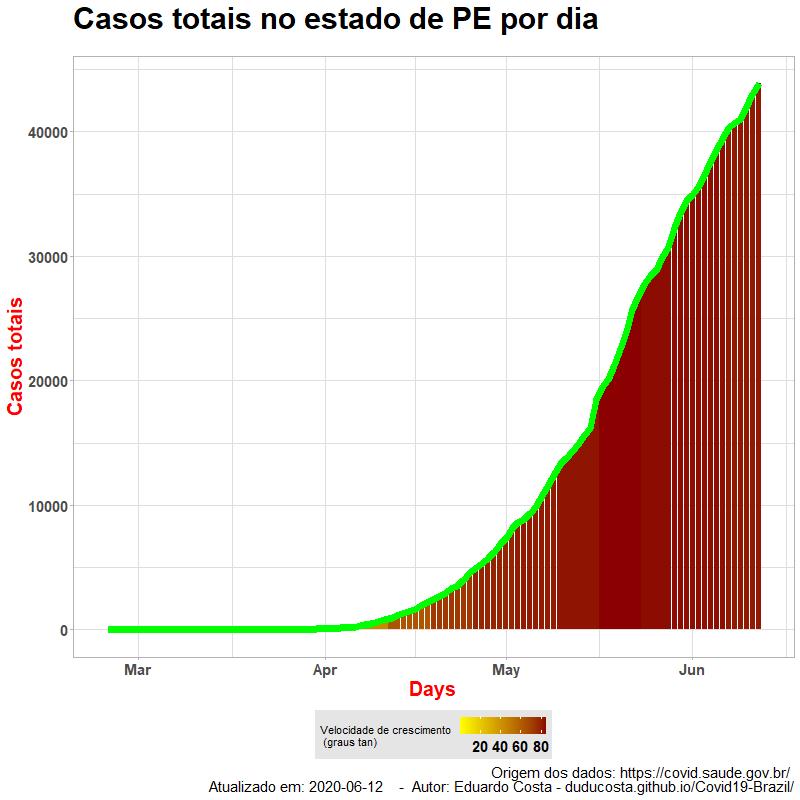 Casos totais no estado de PE por dia
Casos totais
40000
30000
20000
10000
0
Mar Apr May Jun
Days
Velocidade de crescimento
(graus tan)
20 40 60 80
Origem dos dados: https://covid.saude.gov.br/
Atualizado em: 2020-06-12 - Autor: Eduardo Costa - duducosta.github.io/Covid19-Brazil/